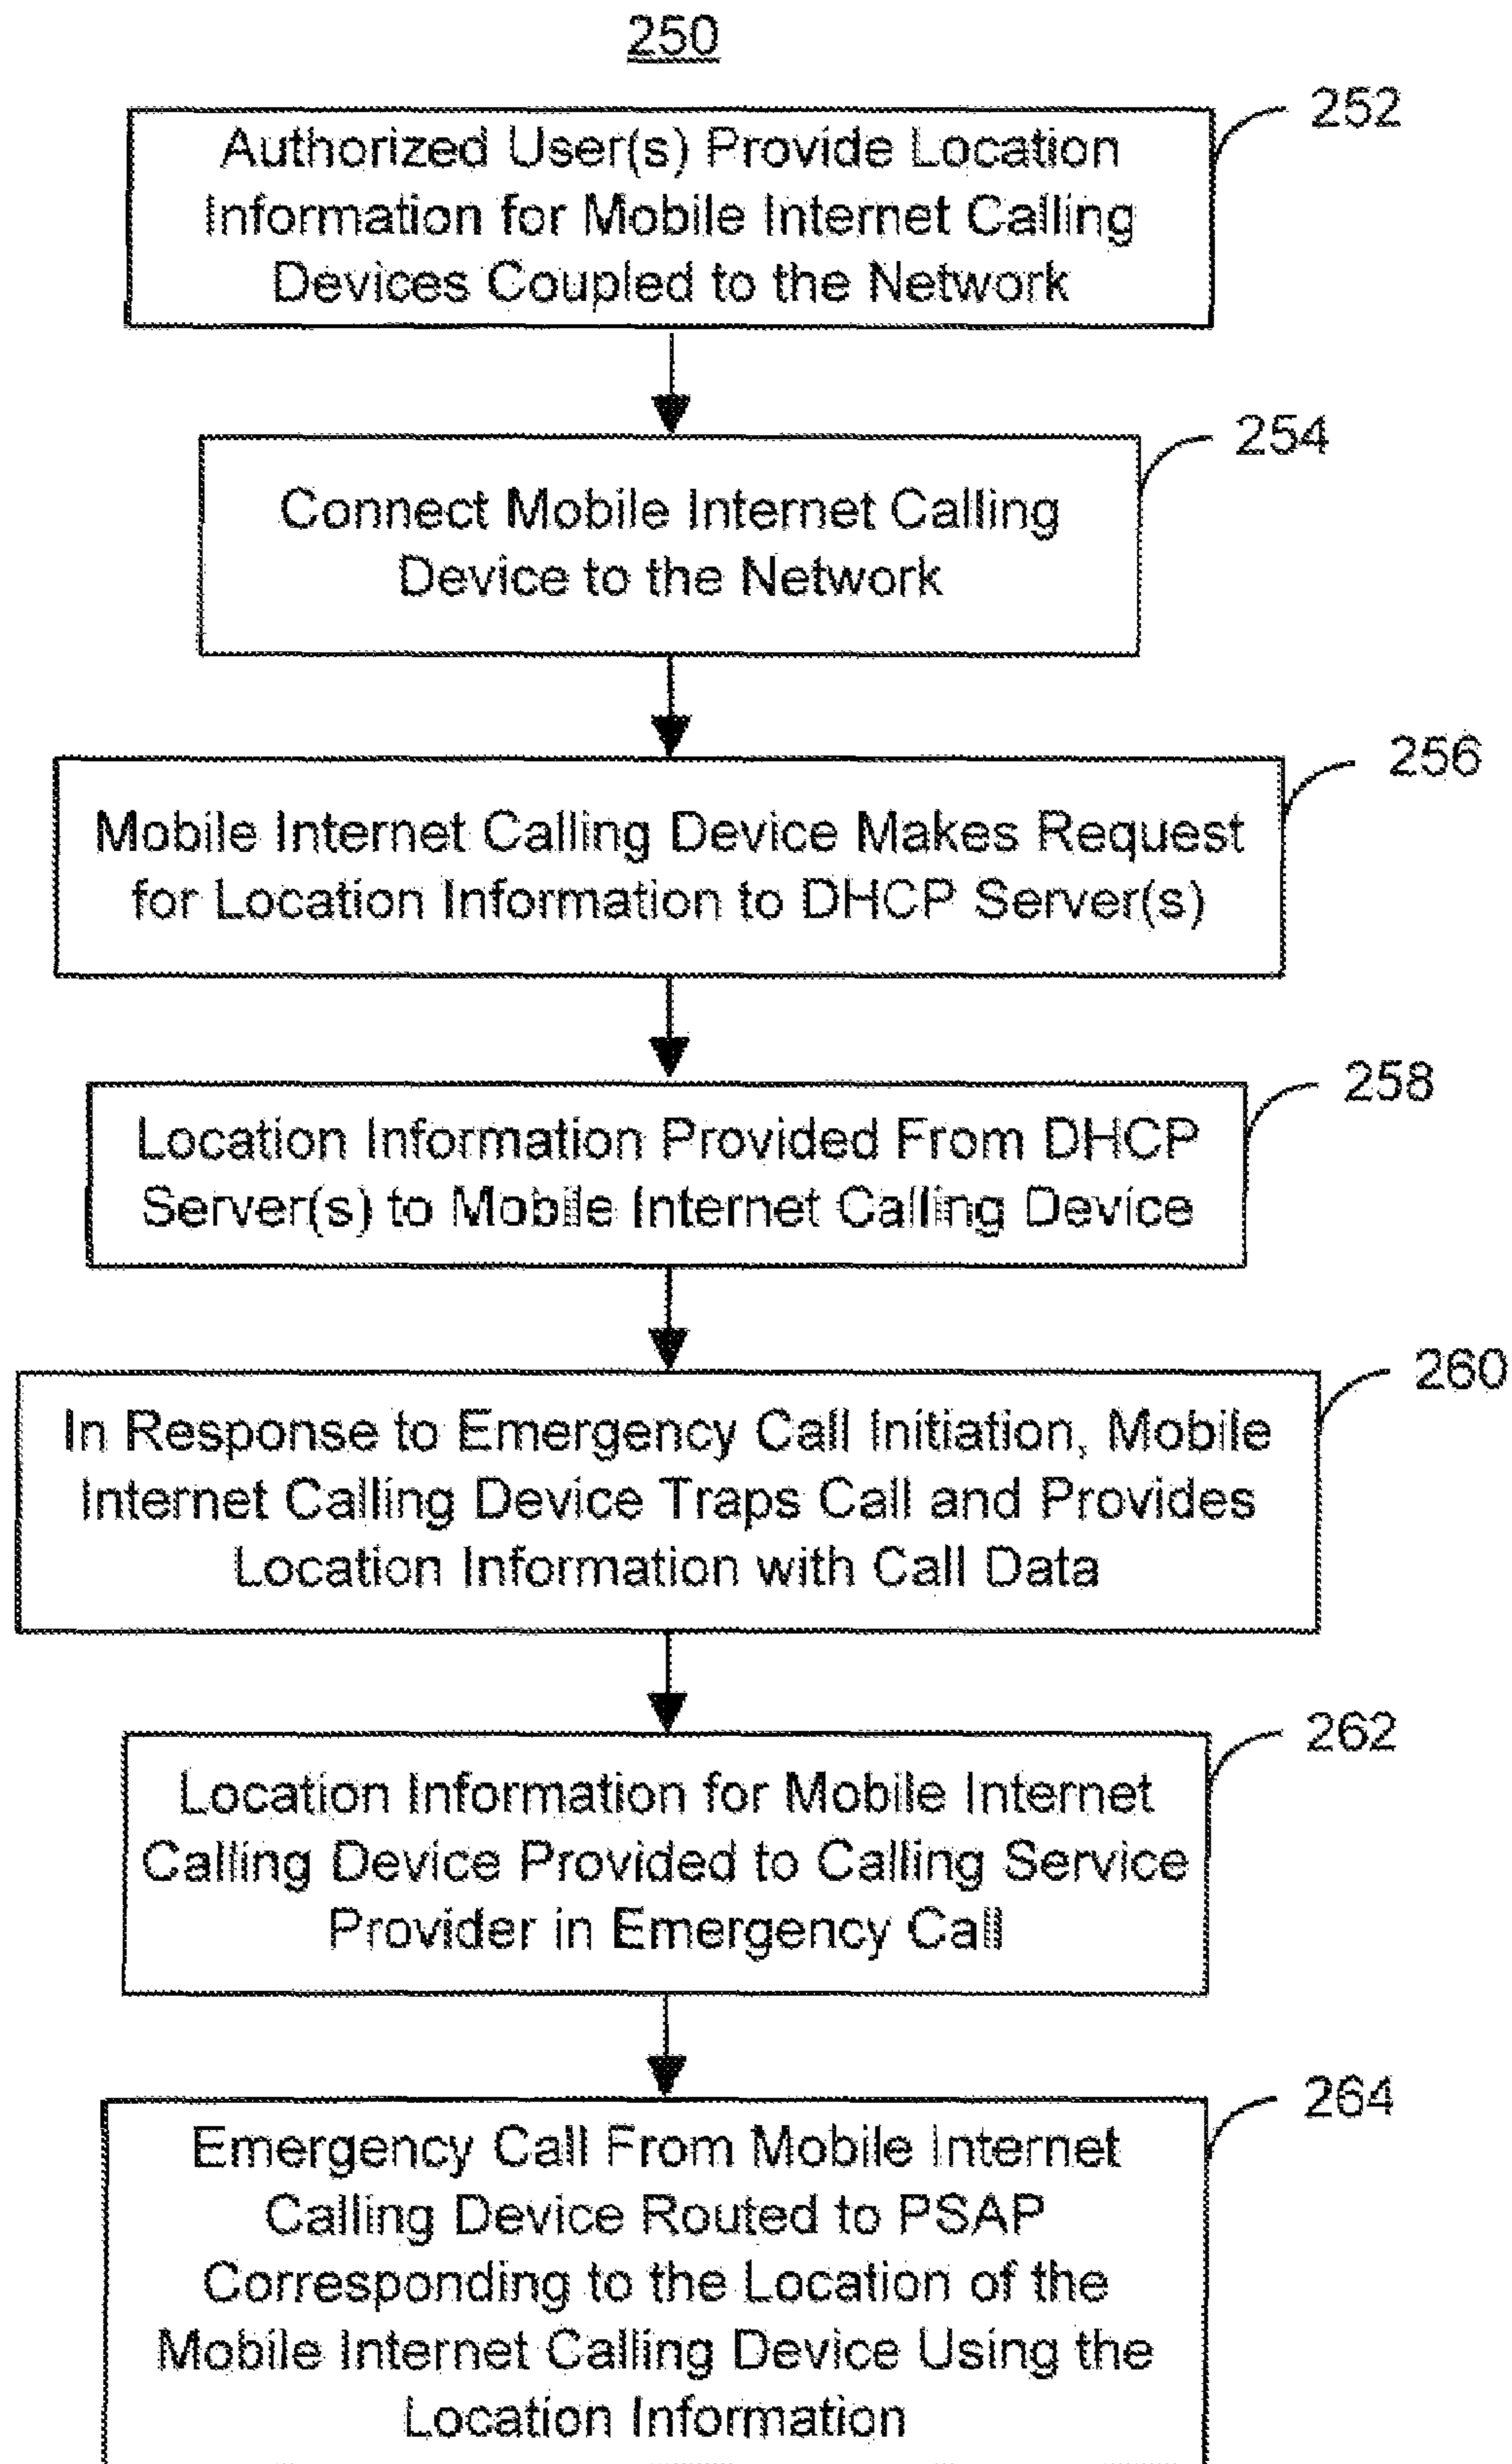 250
252
Authorized User(s) Provide Location
Information for Mobile Internet Calling
Devices Coupled to the Network
254
Connect Mobile Internet Calling
Device to the Network
256
Mobile Internet Calling Device Makes Request
for Location Information to DHCP Server(s)
258
Location Information Provided From DHCP
Server(s) to Mobile Internet Calling Device
260
In Response to Emergency Call Initiation, Mobile
Internet Calling Device Traps Call and Provides
Location Information with Call Data
262
Location Information for Mobile Internet
Calling Device Provided to Calling Service
Provider in Emergency Call
264
Emergency Call From Mobile Internet
Calling Device Routed to PSAP
Corresponding to the Location of the
Mobile Internet Calling Device Using the
Location Information